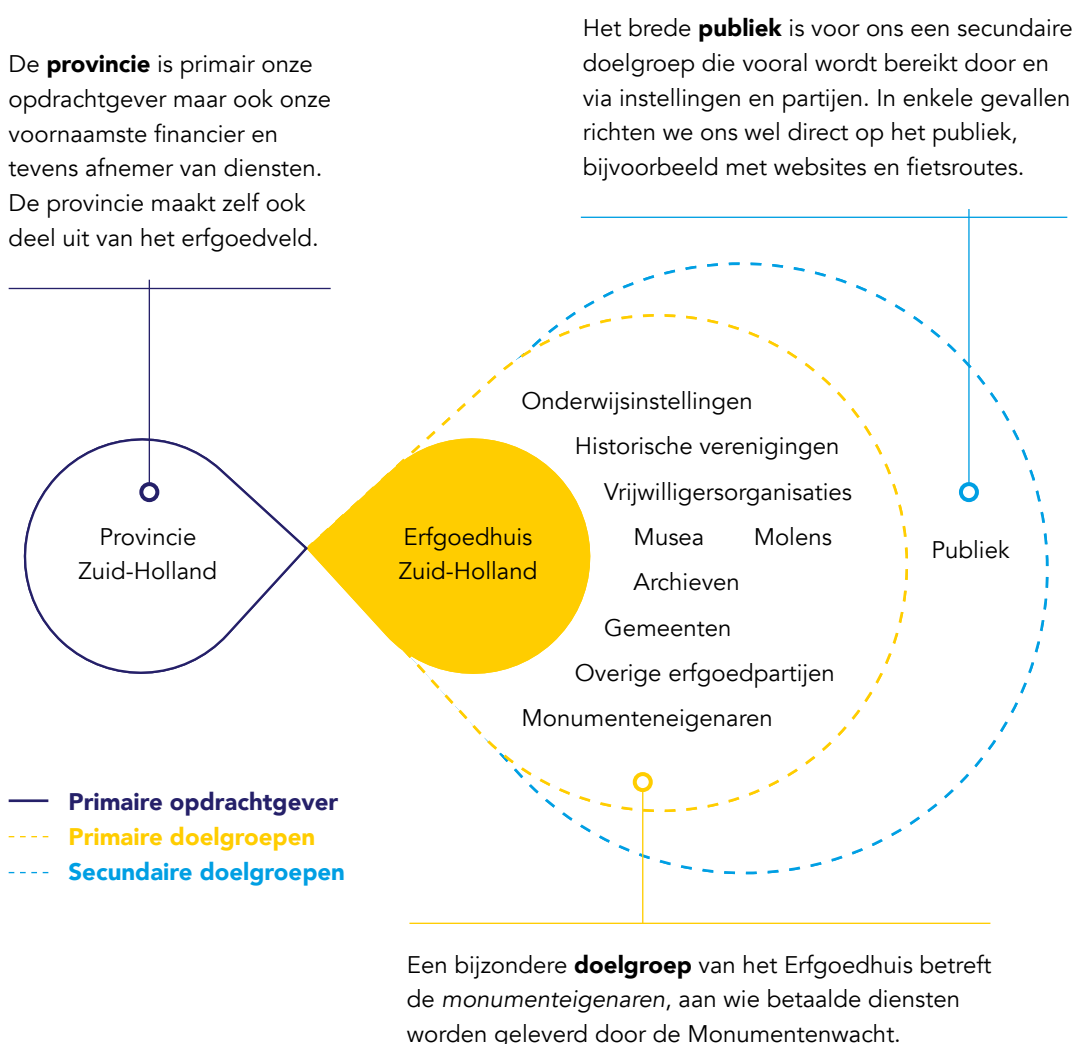 De provincie is primair onze
opdrachtgever maar ook onze
voornaamste financier en
tevens afnemer van diensten.
De provincie maakt zelf ook
deel uit van het erfgoedveld.
Het brede publiek is voor ons een secundaire
doelgroep die vooral wordt bereikt door en
via instellingen en partijen. In enkele gevallen
richten we ons wel direct op het publiek,
bijvoorbeeld met websites en fietsroutes.
Provincie
Zuid-Holland
Erfgoedhuis
Zuid-Holland
Onderwijsinstellingen
Historische verenigingen
Vrijwilligersorganisaties
Musea Molens
Archieven
Gemeenten
Overige erfgoedpartijen
Monumenteneigenaren
Publiek
Primaire opdrachtgever
Primaire doelgroepen
Secundaire doelgroepen
Een bijzondere doelgroep van het Erfgoedhuis betreft
de monumenteigenaren, aan wie betaalde diensten
worden geleverd door de Monumentenwacht.